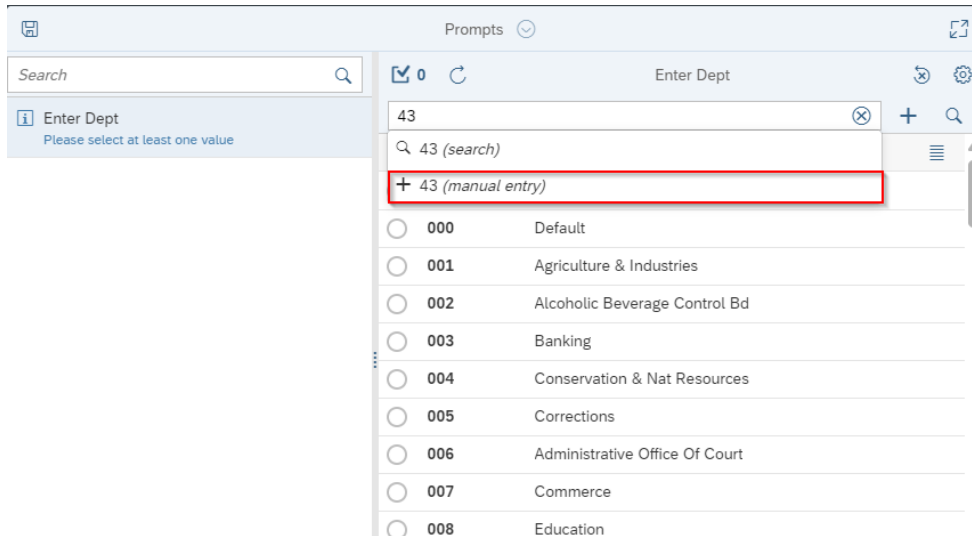 Prompts
Search
0
Enter Dept
Enter Dept
Please select at least one value
43
43 (search)
43 (manual entry)
000 Default
001 Agriculture & Industries
002 Alcoholic Beverage Control Bd
003 Banking
004 Conservation & Nat Resources
005 Corrections
006 Administrative Office Of Court
007 Commerce
008 Education